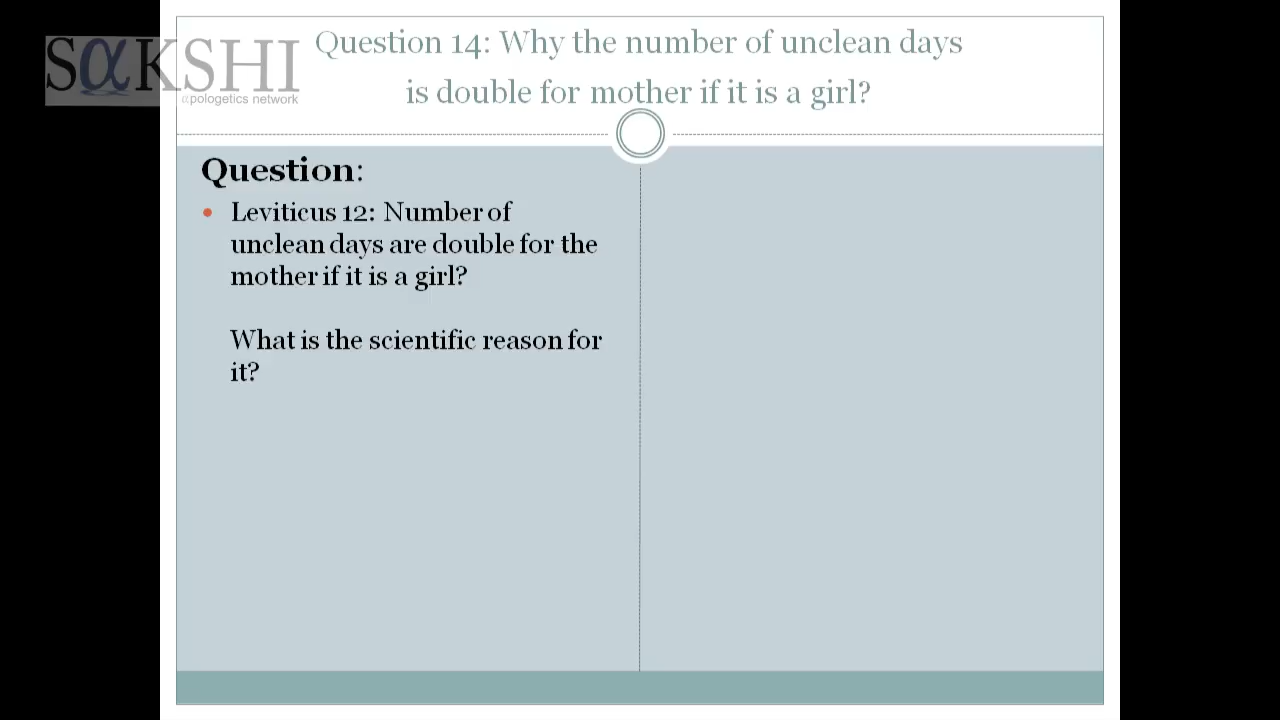 SαKSHI
αpologetics network
Question 14: Why the number of unclean days
is double for mother if it is a girl?
Question:
• Leviticus 12: Number of
unclean days are double for the
mother if it is a girl?
What is the scientific reason for
it?